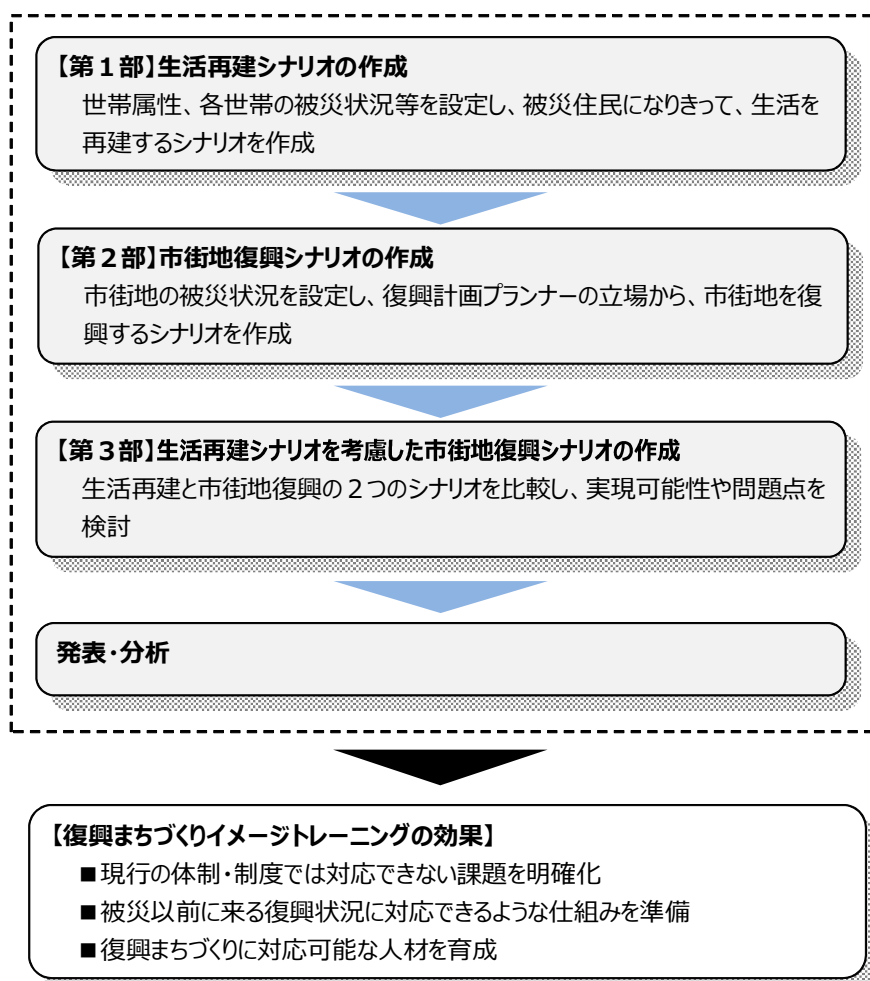 【第１部】生活再建シナリオの作成
世帯属性、各世帯の被災状況等を設定し、被災住民になりきって、生活を
再建するシナリオを作成
【第２部】市街地復興シナリオの作成
市街地の被災状況を設定し、復興計画プランナーの立場から、市街地を復
興するシナリオを作成
【第３部】生活再建シナリオを考慮した市街地復興シナリオの作成
生活再建と市街地復興の２つのシナリオを比較し、実現可能性や問題点を
検討
発表・分析
【復興まちづくりイメージトレーニングの効果】
■現行の体制・制度では対応できない課題を明確化
■被災以前に来る復興状況に対応できるような仕組みを準備
■復興まちづくりに対応可能な人材を育成